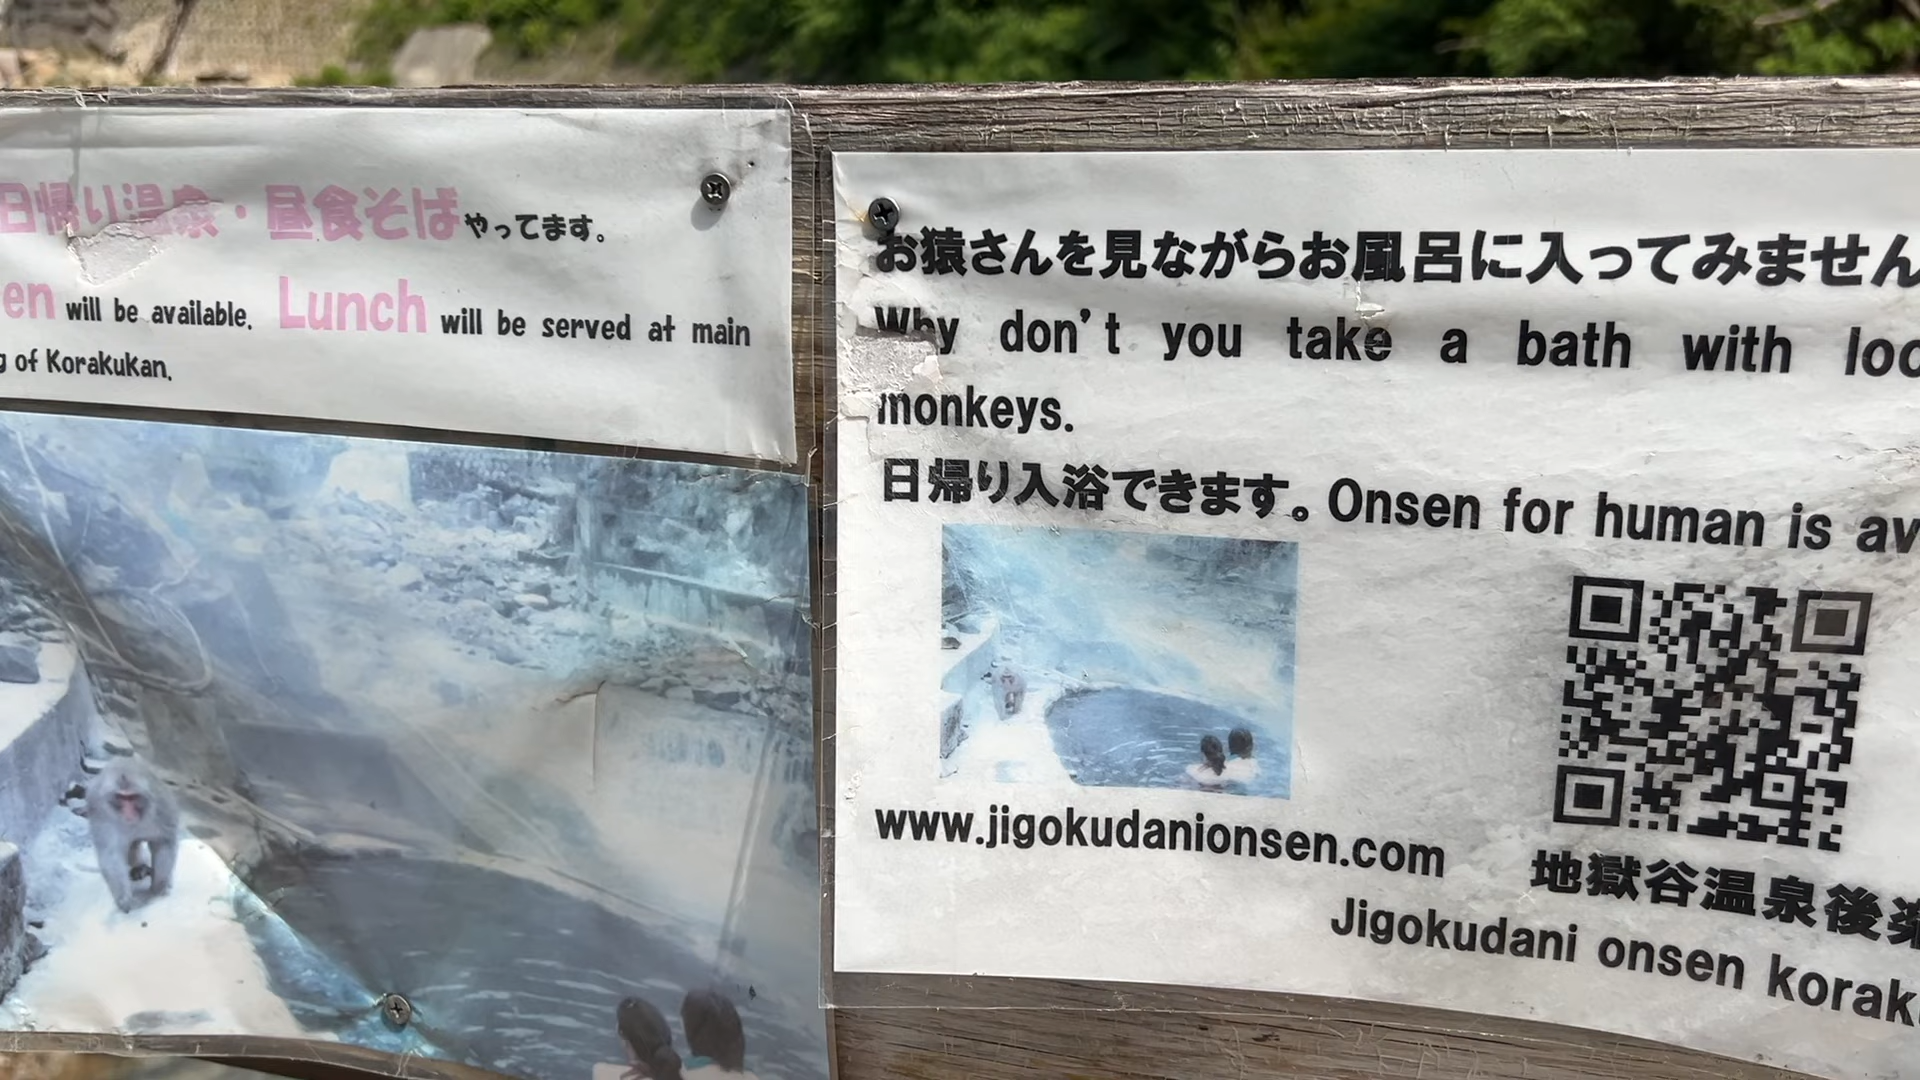 日帰り温泉・昼食そばやってます。
en will be available. Lunch will be served at main
g of Korakukan.
お猿さんを見ながらお風呂に入ってみません
Why don't you take a bath with loo
monkeys.
日帰り入浴できます。Onsen for human is av
www.jigokudanionsen.com
地獄谷温泉後楽
Jigokudani onsen korak